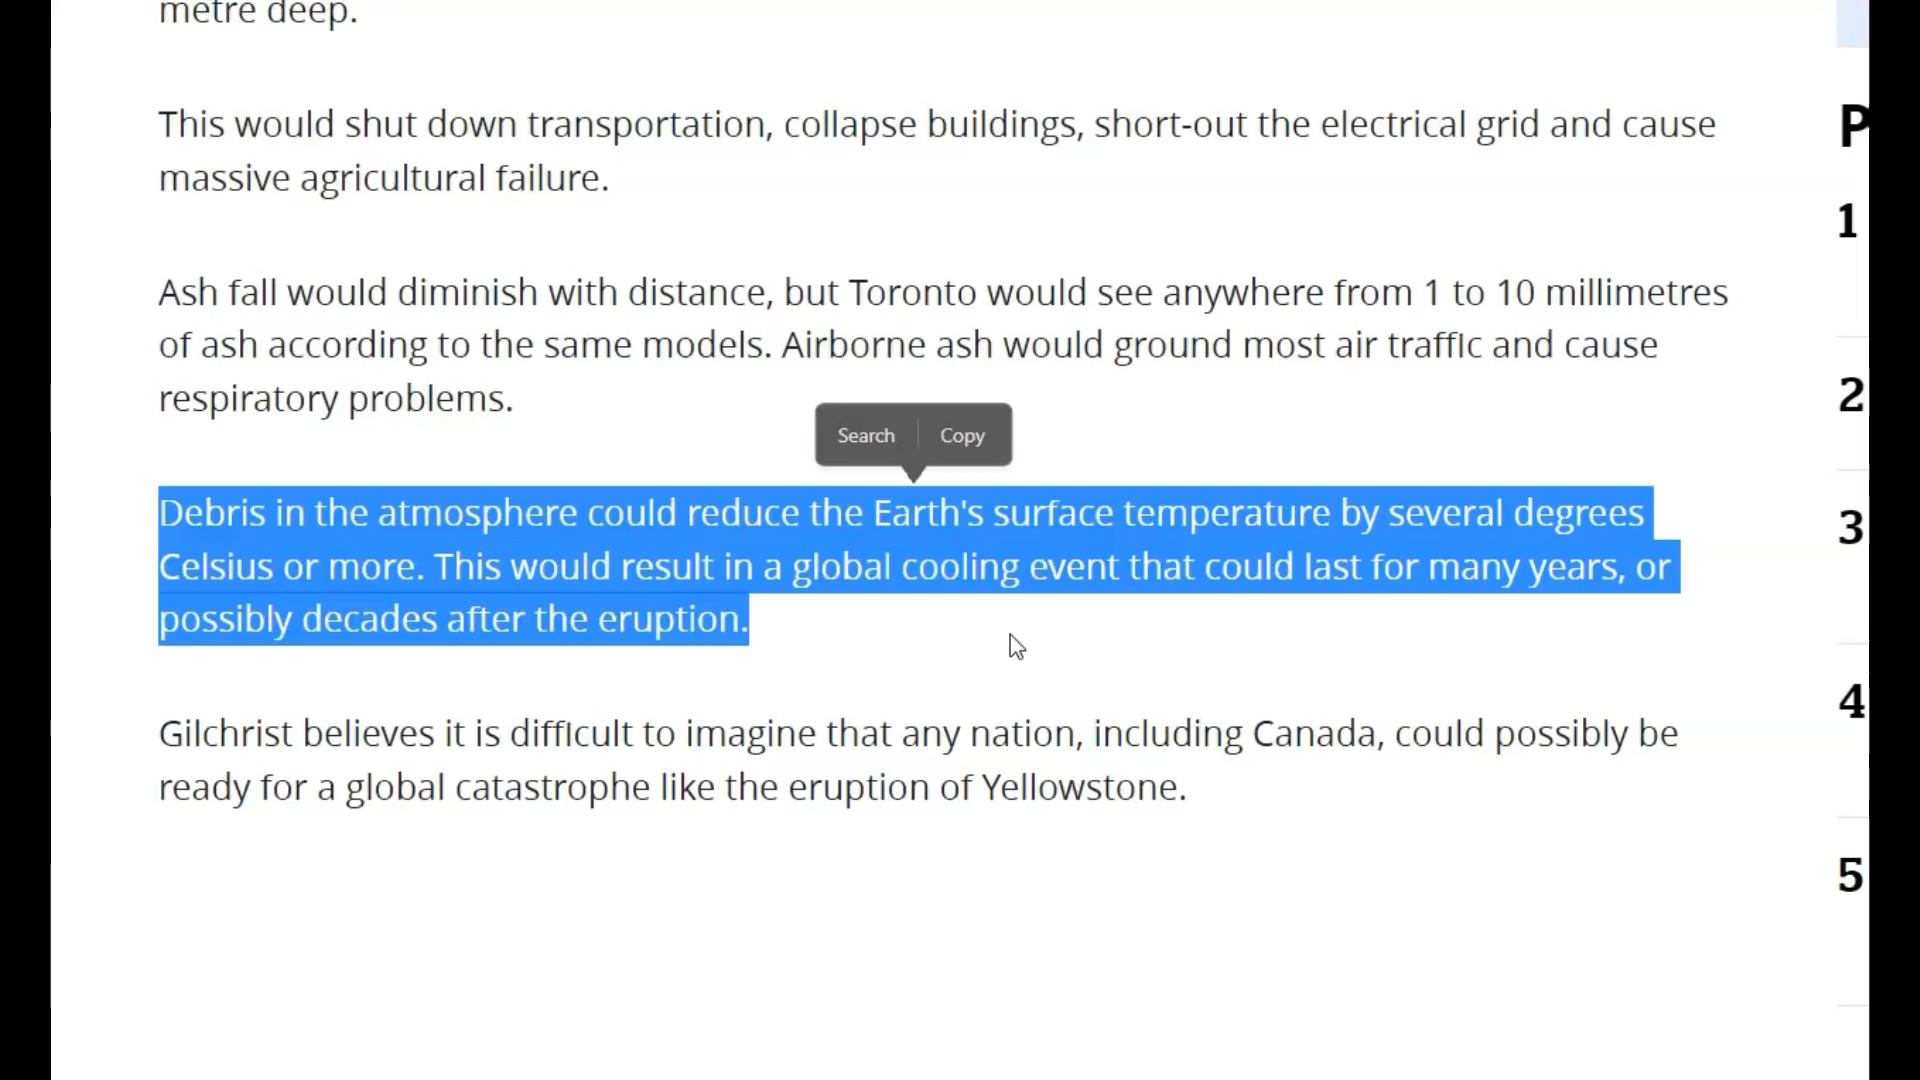 metre deep.
This would shut down transportation, collapse buildings, short-out the electrical grid and cause
massive agricultural failure.
Ash fall would diminish with distance, but Toronto would see anywhere from 1 to 10 millimetres
of ash according to the same models. Airborne ash would ground most air traffic and cause
respiratory problems.
Search Copy
Debris in the atmosphere could reduce the Earth's surface temperature by several degrees
Celsius or more. This would result in a global cooling event that could last for many years, or
possibly decades after the eruption.
Gilchrist believes it is difficult to imagine that any nation, including Canada, could possibly be
ready for a global catastrophe like the eruption of Yellowstone.
P
1
2
3
4
5